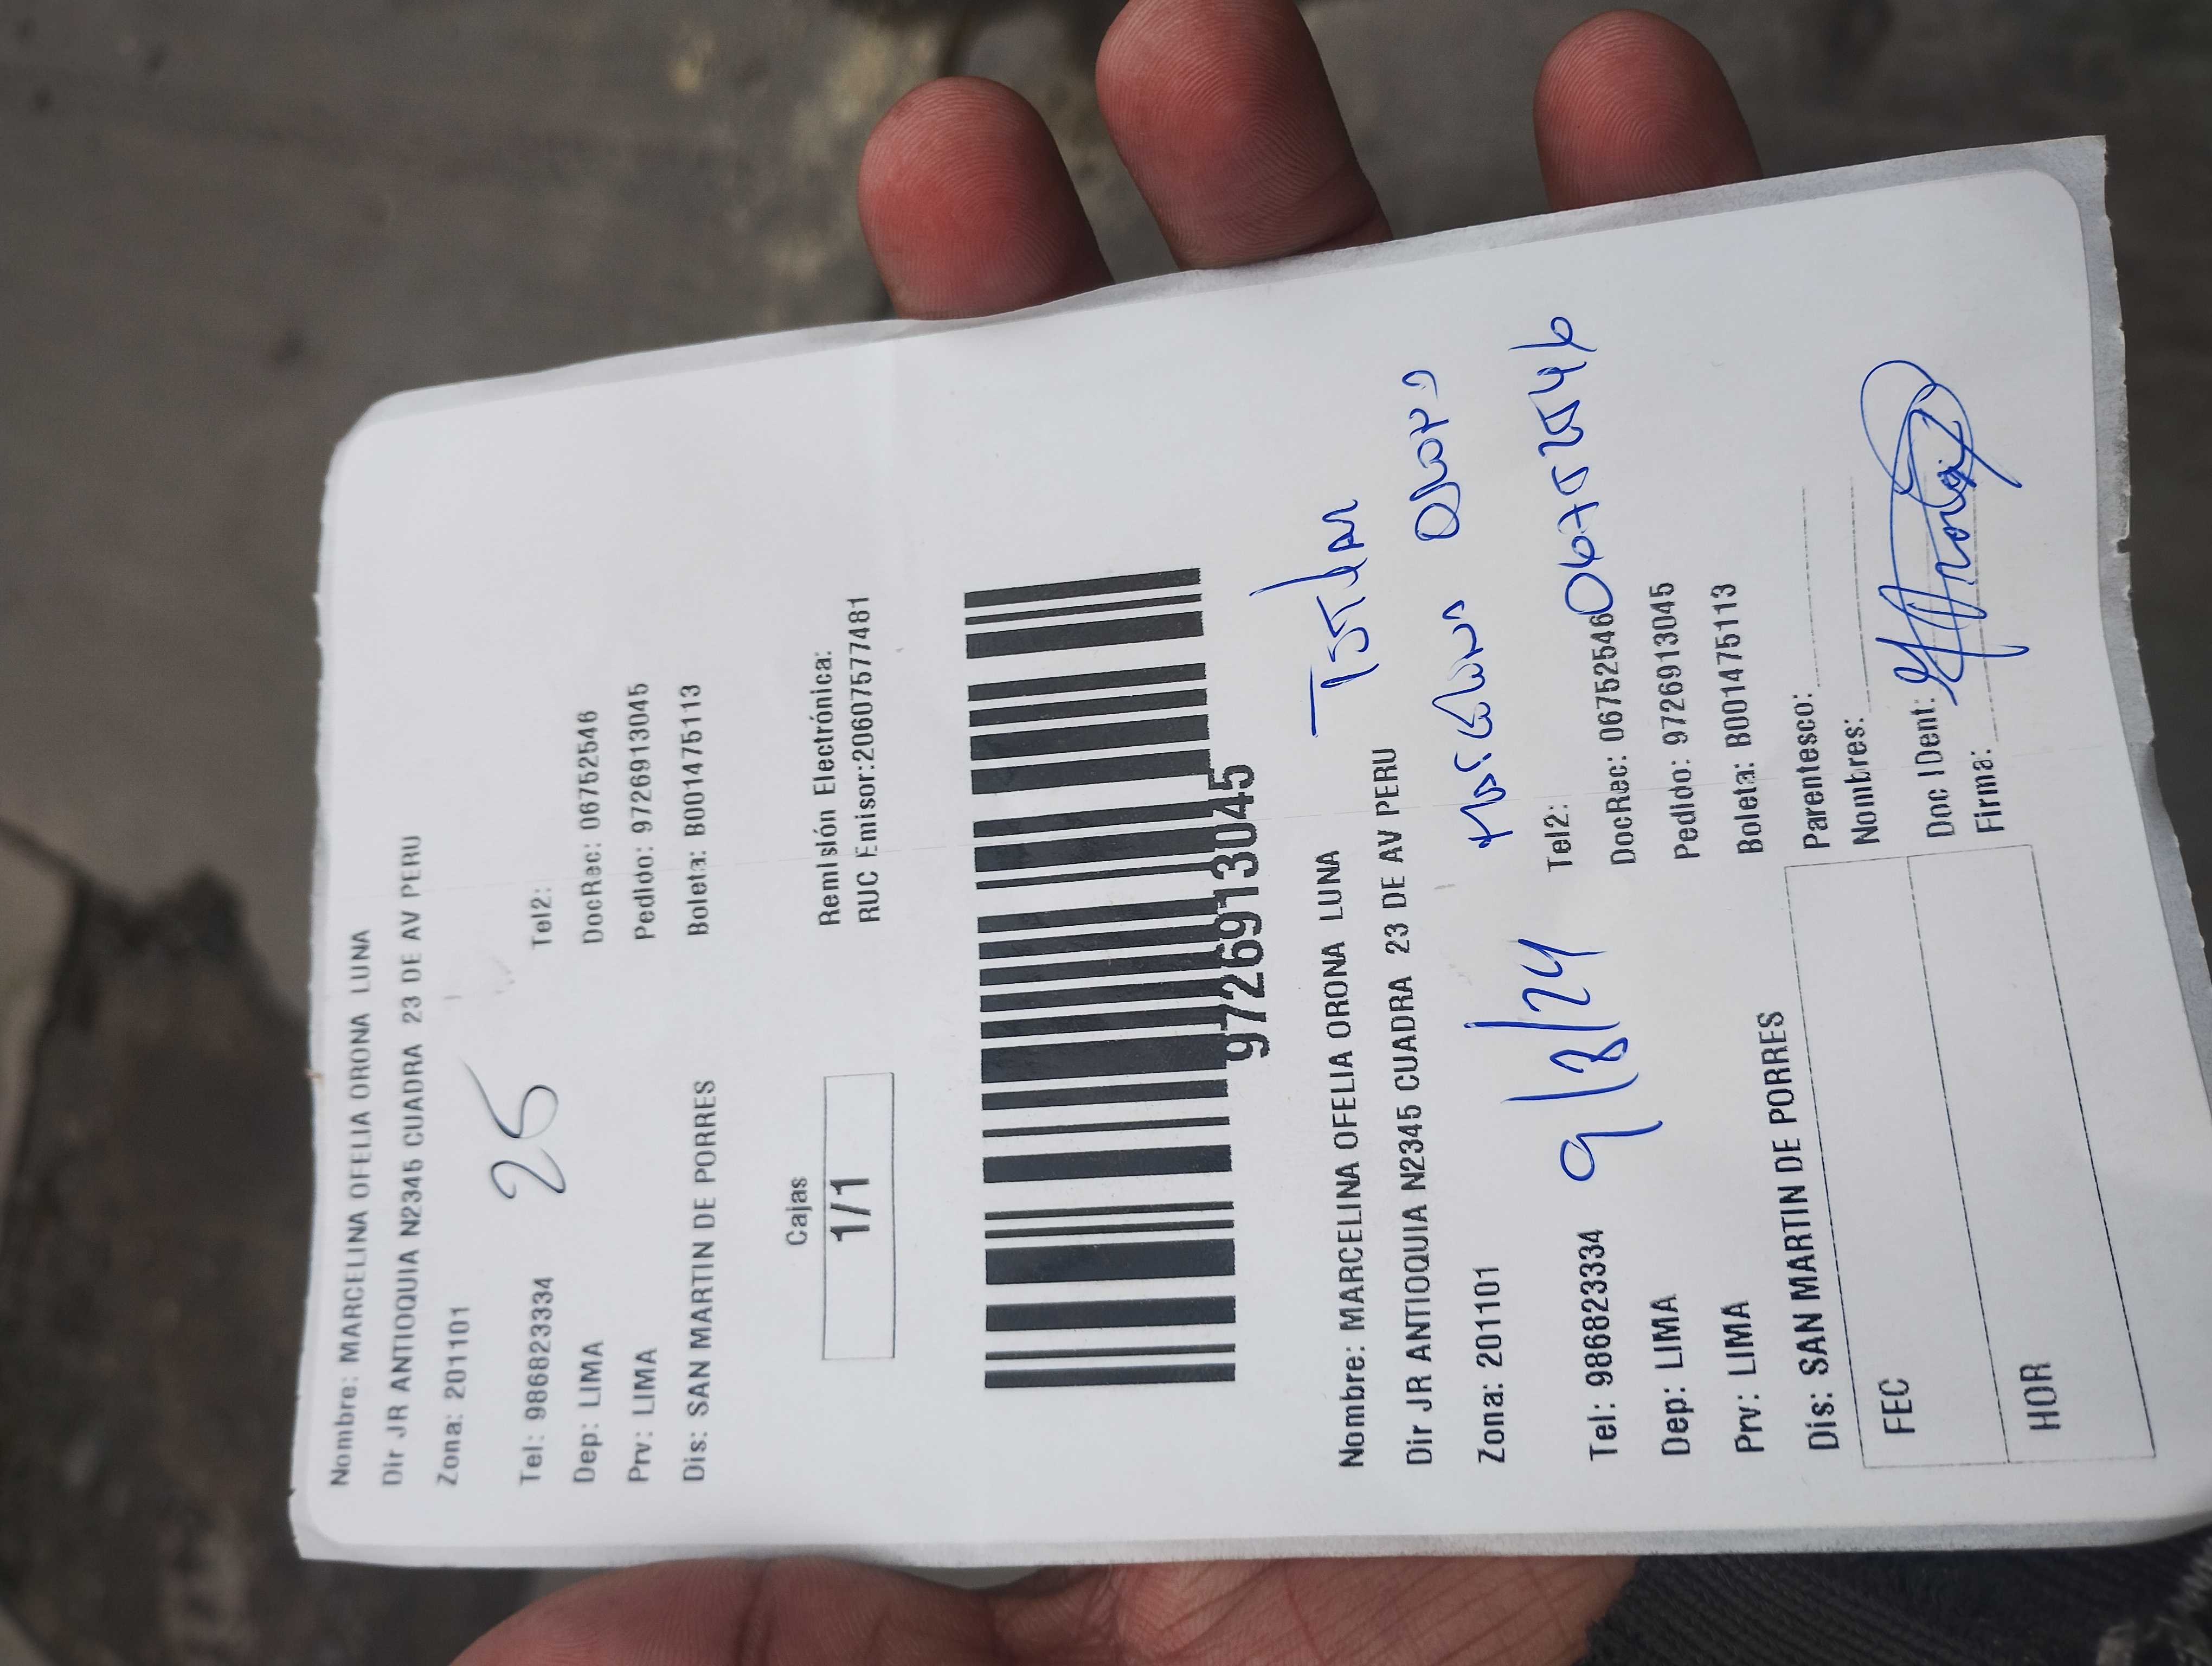 Nombre: MARCELINA OFELIA ORONA LUNA
Dir JR ANTIOQUIA N2345 CUADRA 23 DE AV PERU
Zona: 201101
25
Tel: 986823334 Tel2:
Dep: LIMA DocRec: 06752546
Prv: LIMA Pedido: 9726913045
Dis: SAN MARTIN DE PORRES Boleta: B001475113
Cajas
1/1
Remisión Electrónica:
RUC Emisor:20607577481
9726913045
Titular
Nombre: MARCELINA OFELIA ORONA LUNA
Dir JR ANTIOQUIA N2345 CUADRA 23 DE AV PERU
Marcelina Orona
Zona: 201101
9/8/24
06752546
Tel: 986823334 Tel2:
Dep: LIMA DocRec: 06752546
Prv: LIMA Pedido: 9726913045
Dis: SAN MARTIN DE PORRES Boleta: B001475113
FEC
HOR
Parentesco:
Nombres:
Doc IDent:
Firma: